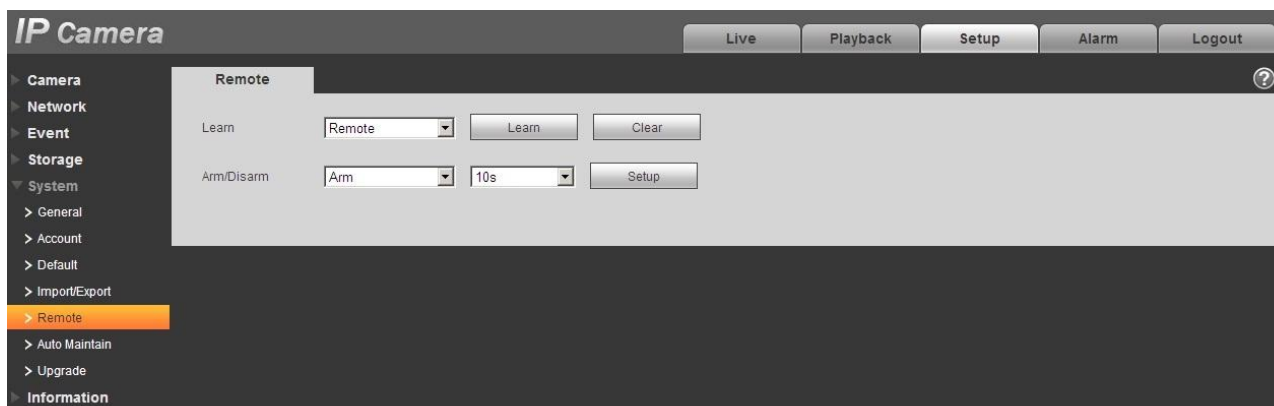 IP Camera
Live Playback Setup Alarm Logout
Camera
Network
Event
Storage
System
> General
> Account
> Default
> Import/Export
> Remote
> Auto Maintain
> Upgrade
Information
Remote
?
Learn Remote Learn Clear
Arm/Disarm Arm 10s Setup